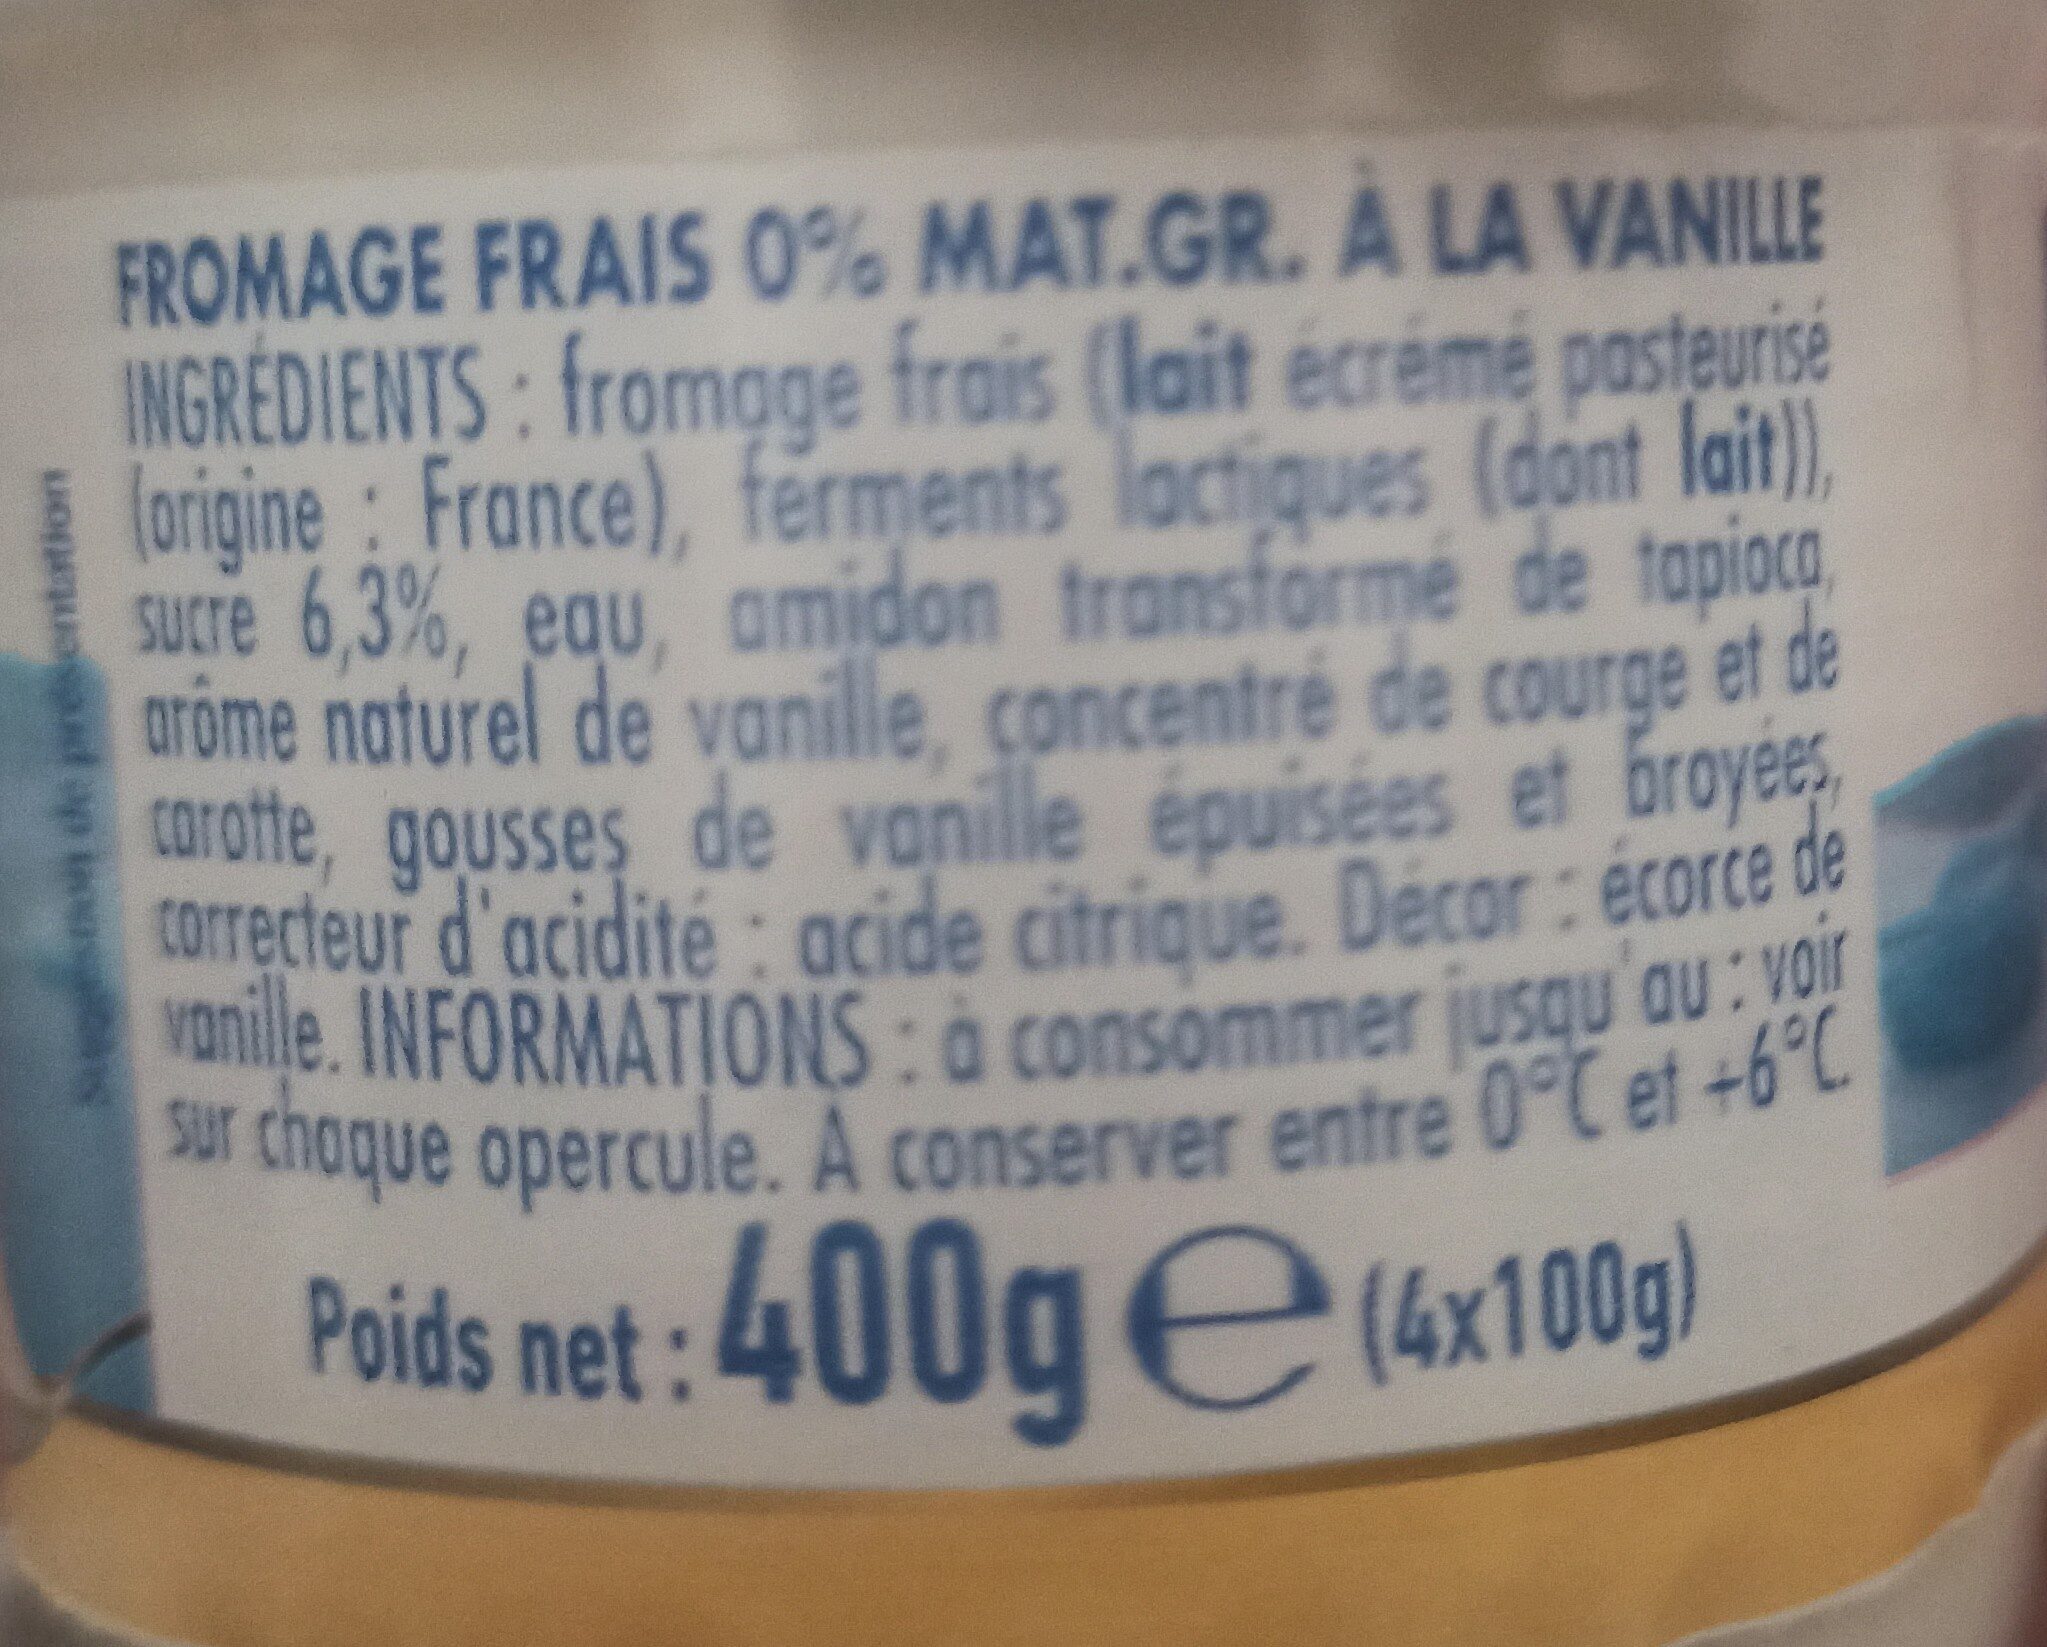 FROMAGE FRAIS 0% MAT.GR. À LA VANILLE
INGRÉDIENTS : fromage frais (lait écrémé pasteurisé
(origine : France), ferments lactiques (dont lait)),
sucre 6,3%, eau, amidon transformé de tapioca,
arôme naturel de vanille, concentré de courge et de
carotte, gousses de vanille épuisées et broyées,
correcteur d'acidité : acide citrique. Décor : écorce de
vanille. INFORMATIONS : à consommer jusqu'au : voir
sur chaque opercule. À conserver entre 0°C et +6°C.
Poids net : 400g e (4x100g)
de présentation